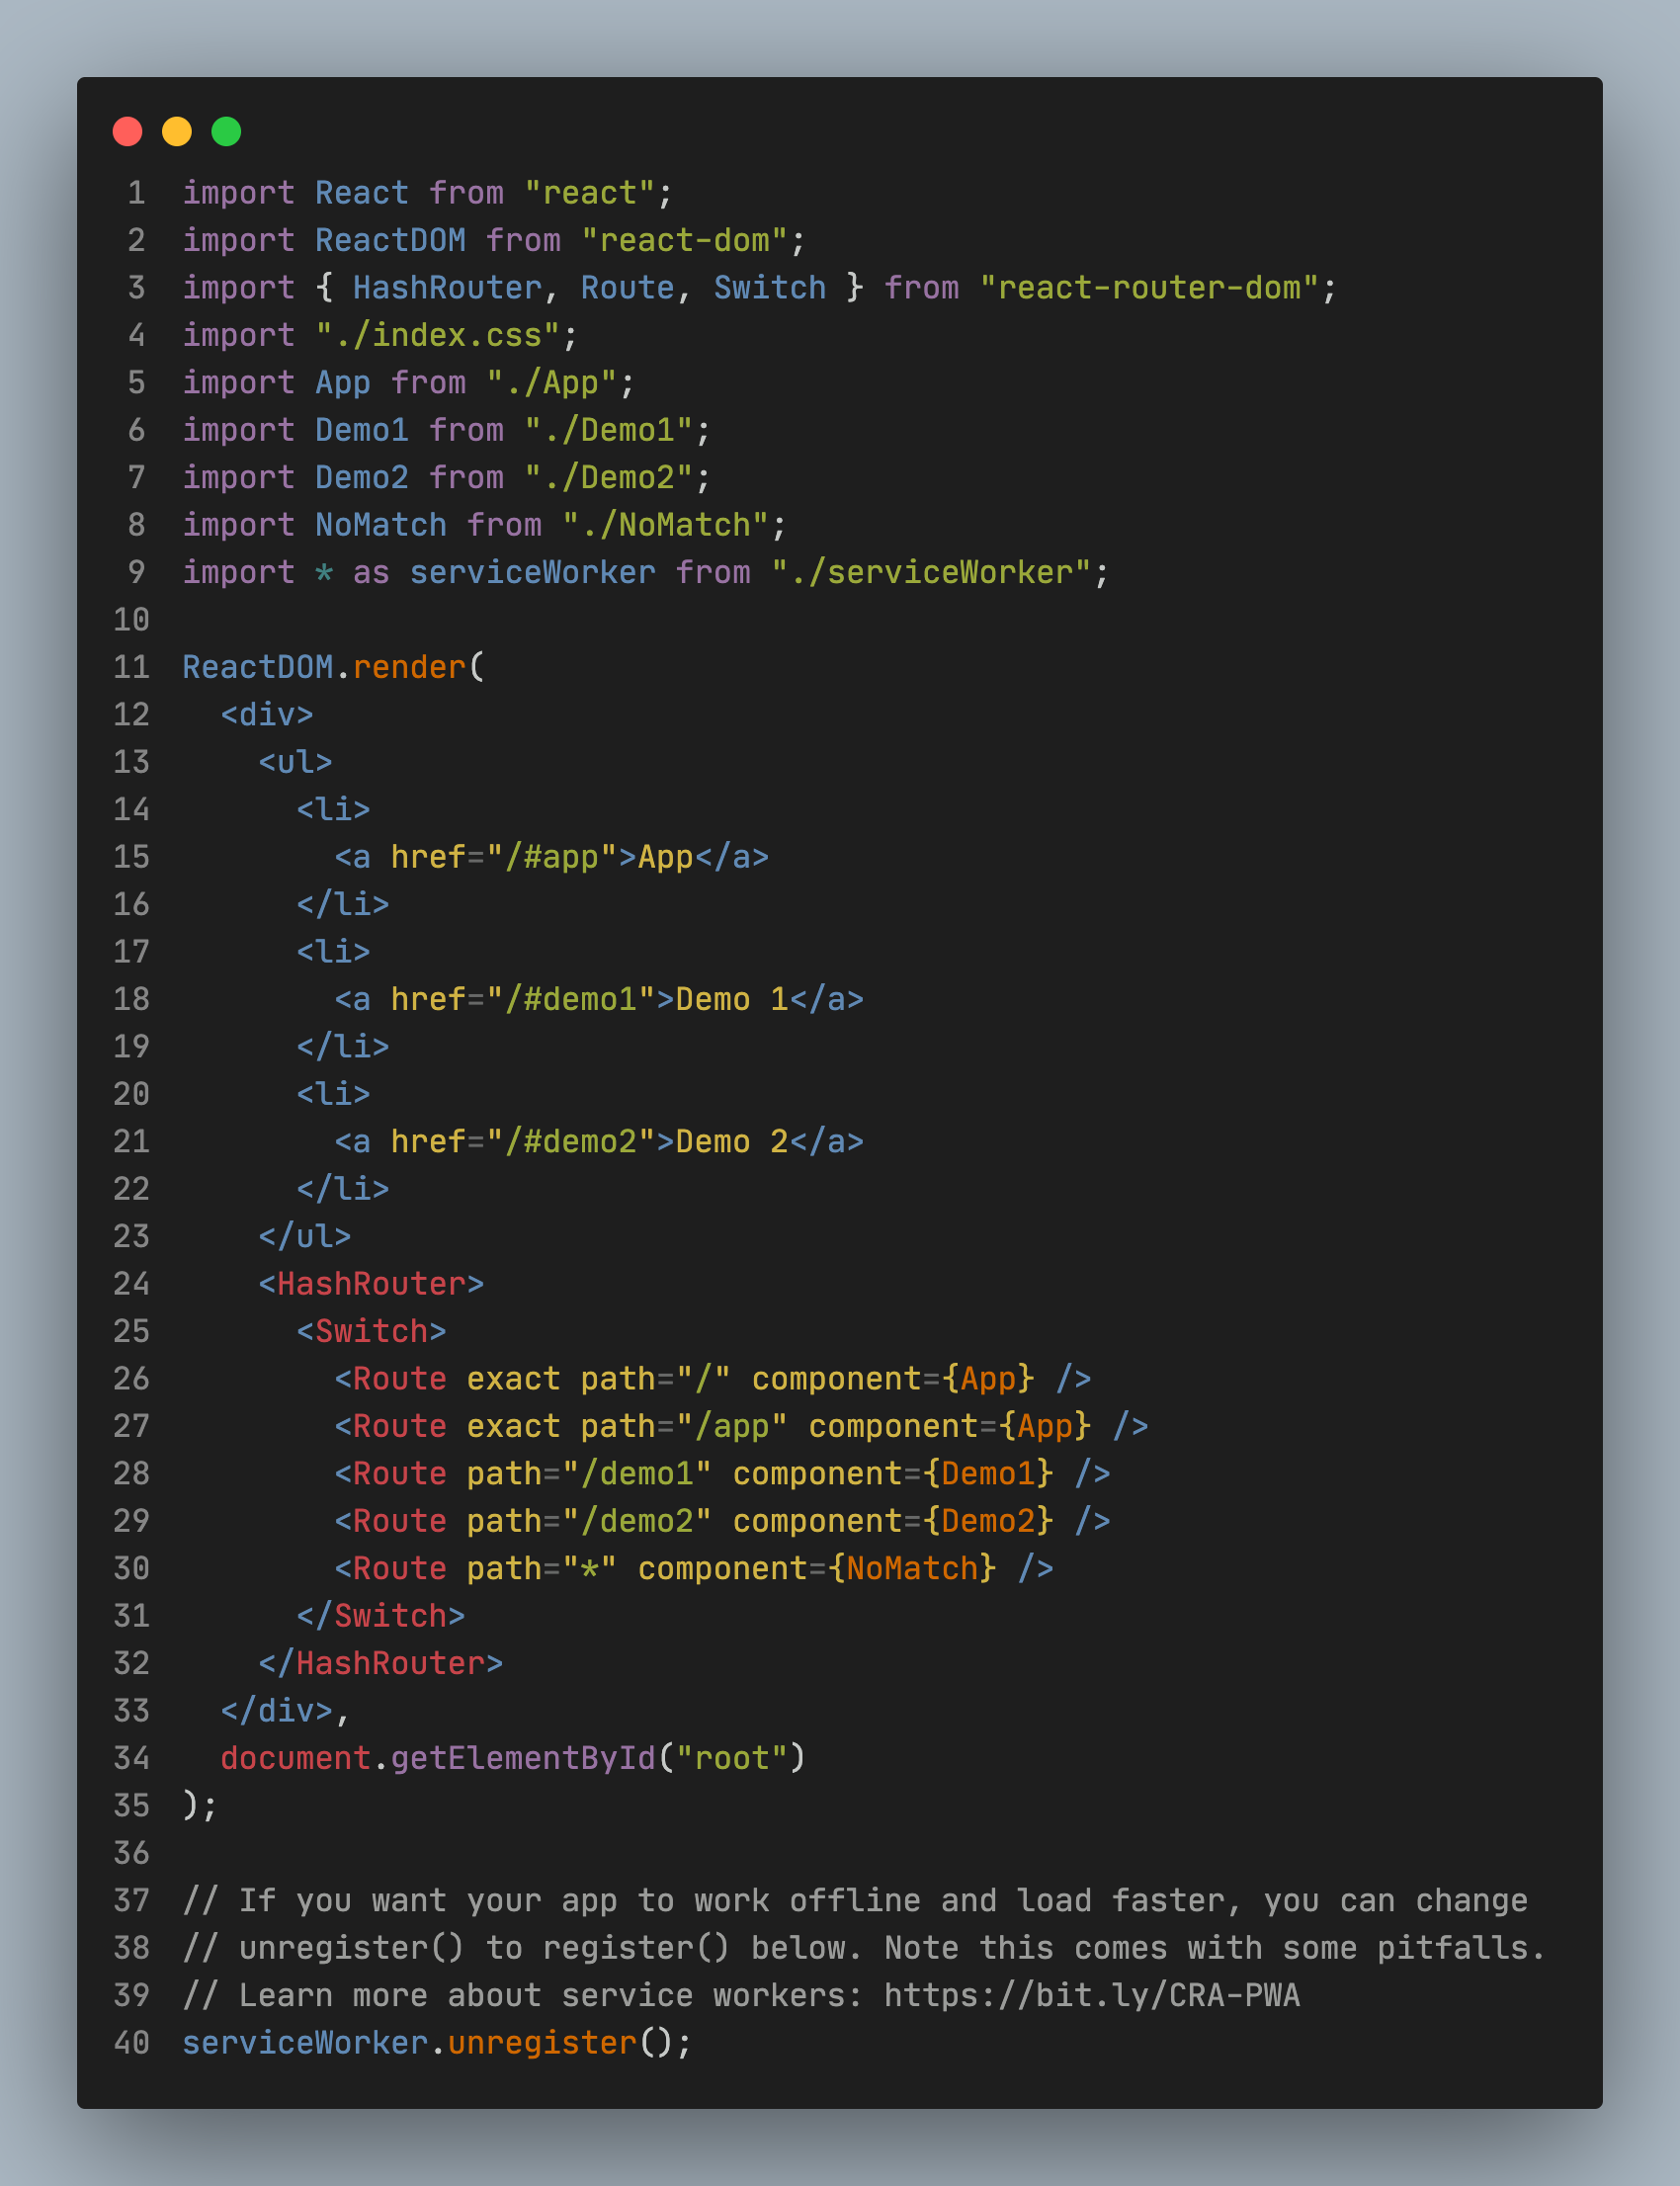 1 import React from "react";
2 import ReactDOM from "react-dom";
3 import { HashRouter, Route, Switch } from "react-router-dom";
4 import "./index.css";
5 import App from "./App";
6 import Demo1 from "./Demo1";
7 import Demo2 from "./Demo2";
8 import NoMatch from "./NoMatch";
9 import * as serviceWorker from "./serviceWorker";
10
11 ReactDOM.render(
12   <div>
13     <ul>
14       <li>
15         <a href="/#app">App</a>
16       </li>
17       <li>
18         <a href="/#demo1">Demo 1</a>
19       </li>
20       <li>
21         <a href="/#demo2">Demo 2</a>
22       </li>
23     </ul>
24     <HashRouter>
25       <Switch>
26         <Route exact path="/" component={App} />
27         <Route exact path="/app" component={App} />
28         <Route path="/demo1" component={Demo1} />
29         <Route path="/demo2" component={Demo2} />
30         <Route path="*" component={NoMatch} />
31       </Switch>
32     </HashRouter>
33   </div>,
34   document.getElementById("root")
35 );
36
37 // If you want your app to work offline and load faster, you can change
38 // unregister() to register() below. Note this comes with some pitfalls.
39 // Learn more about service workers: https://bit.ly/CRA-PWA
40 serviceWorker.unregister();